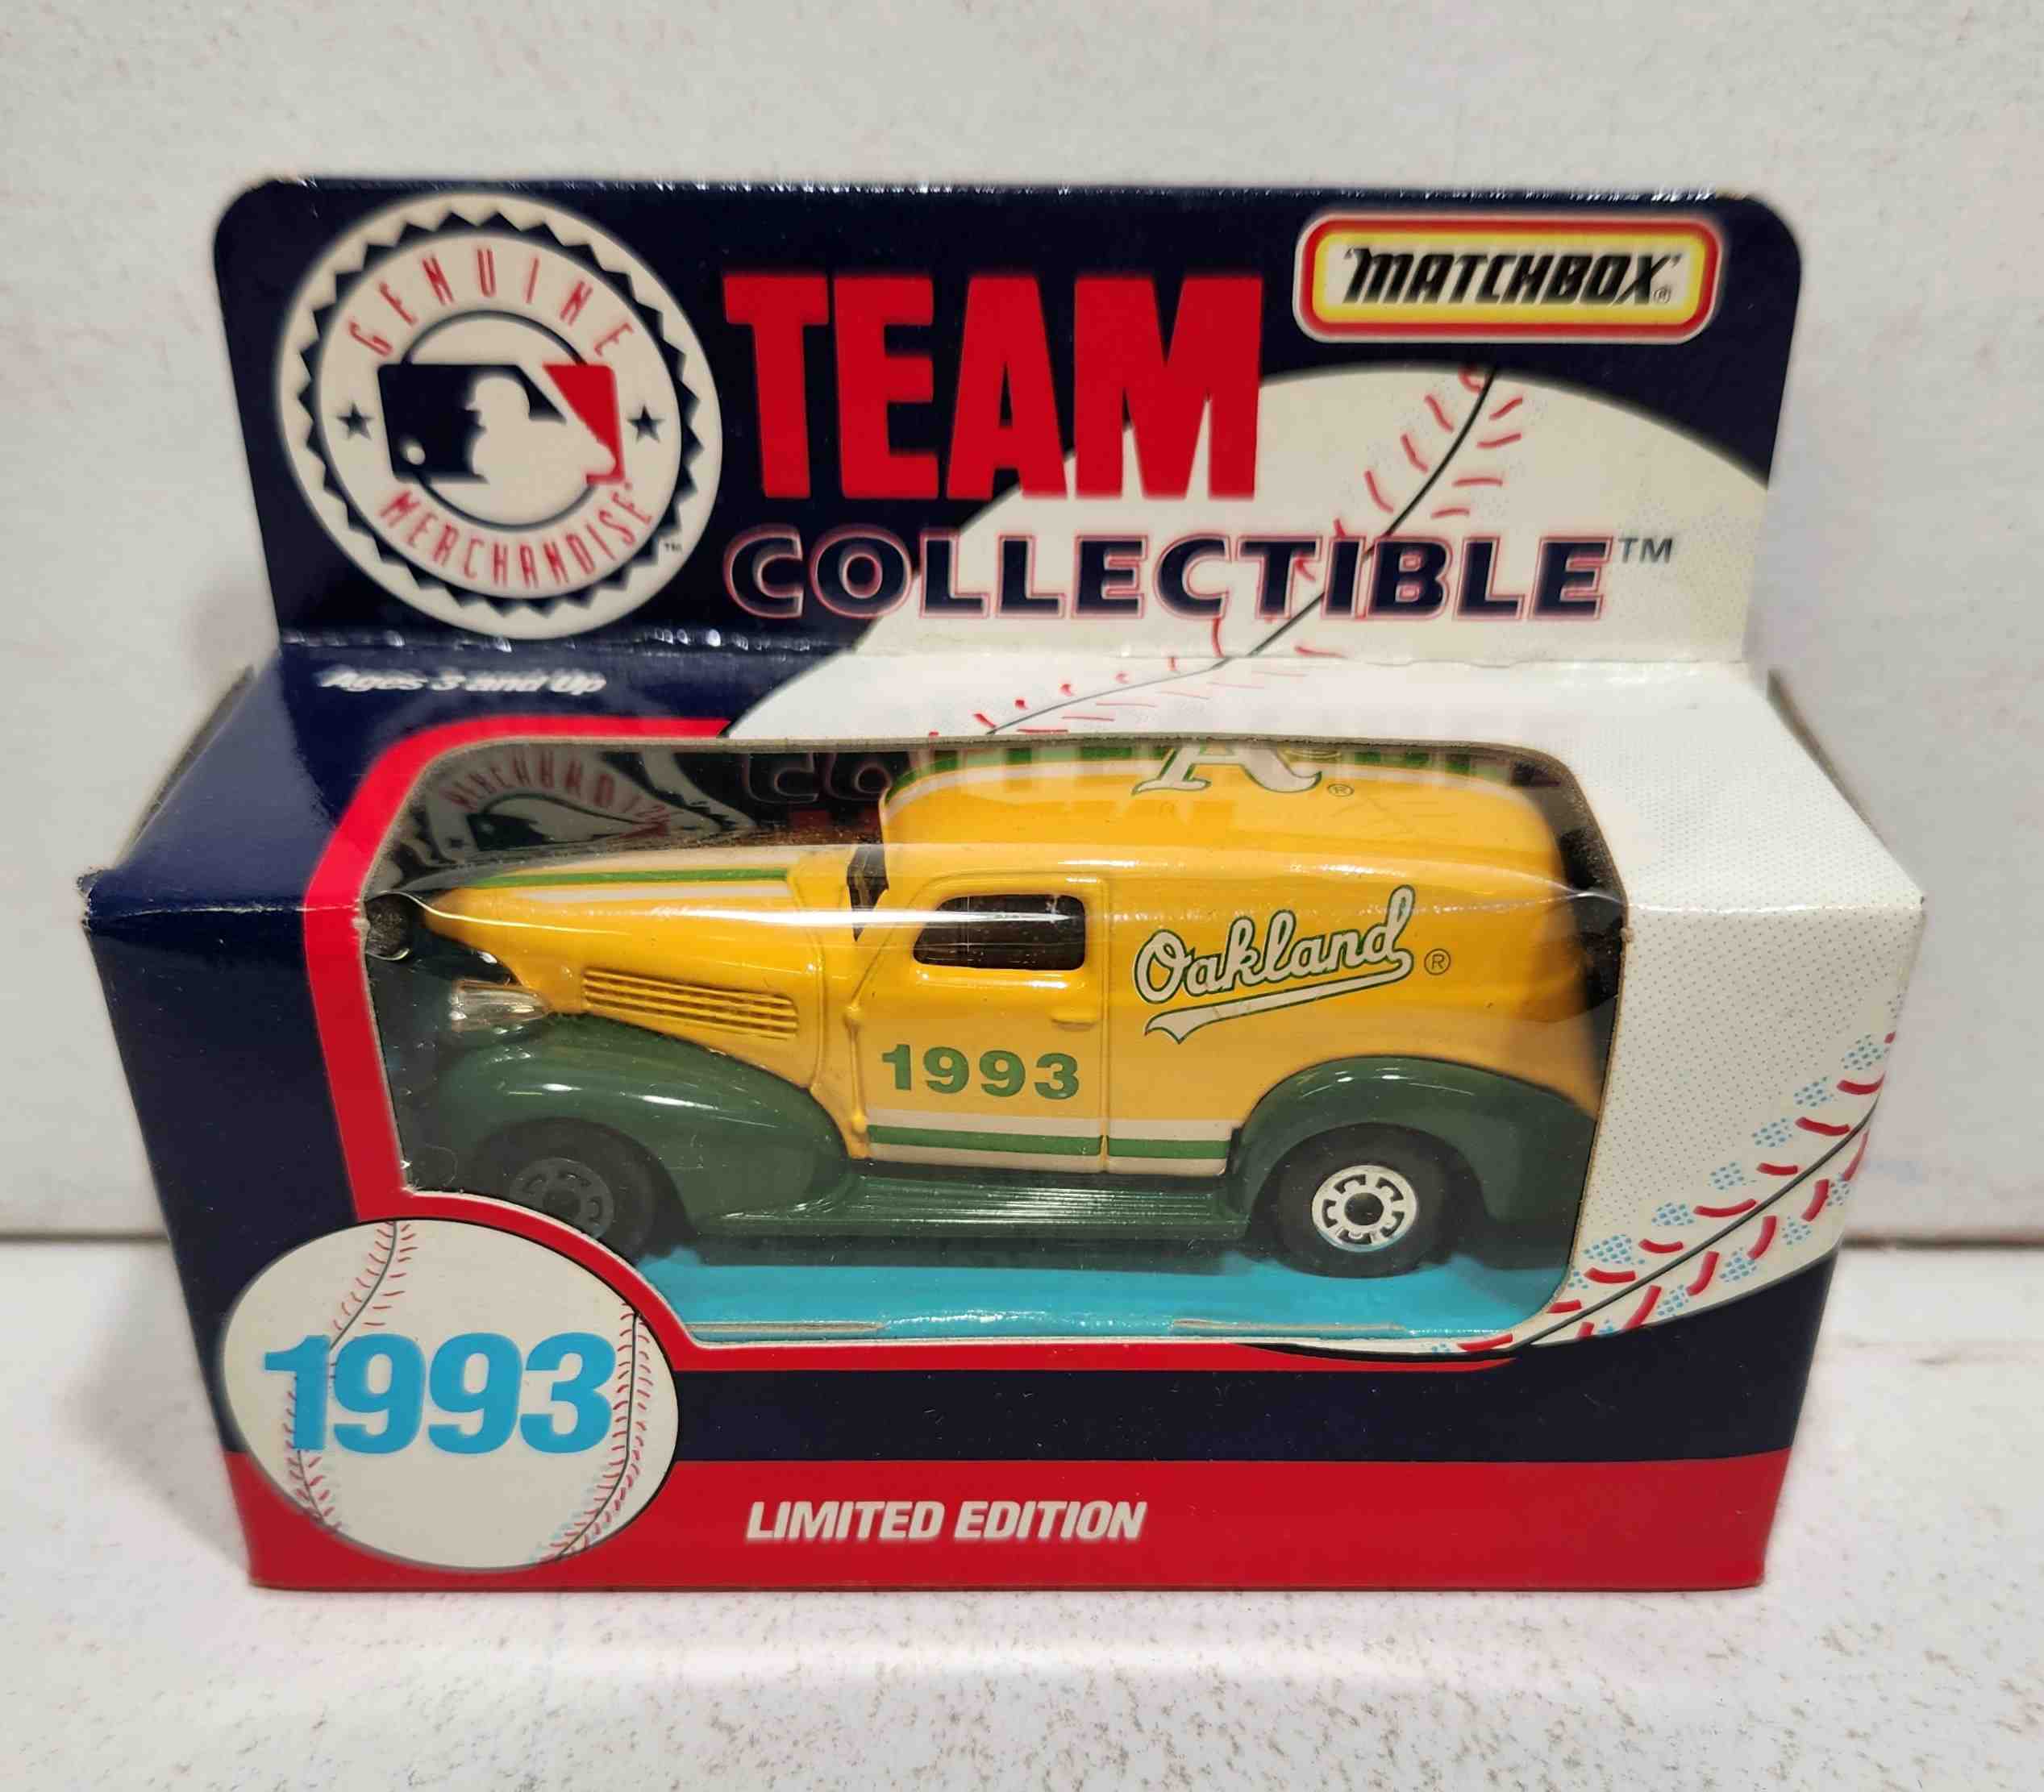 GENUINE
MERCHANDISE
TM
TEAM
COLLECTIBLE™
'MATCHBOX'®
Ages 3 and Up
A ®
Oakland ®
1993
1993
LIMITED EDITION